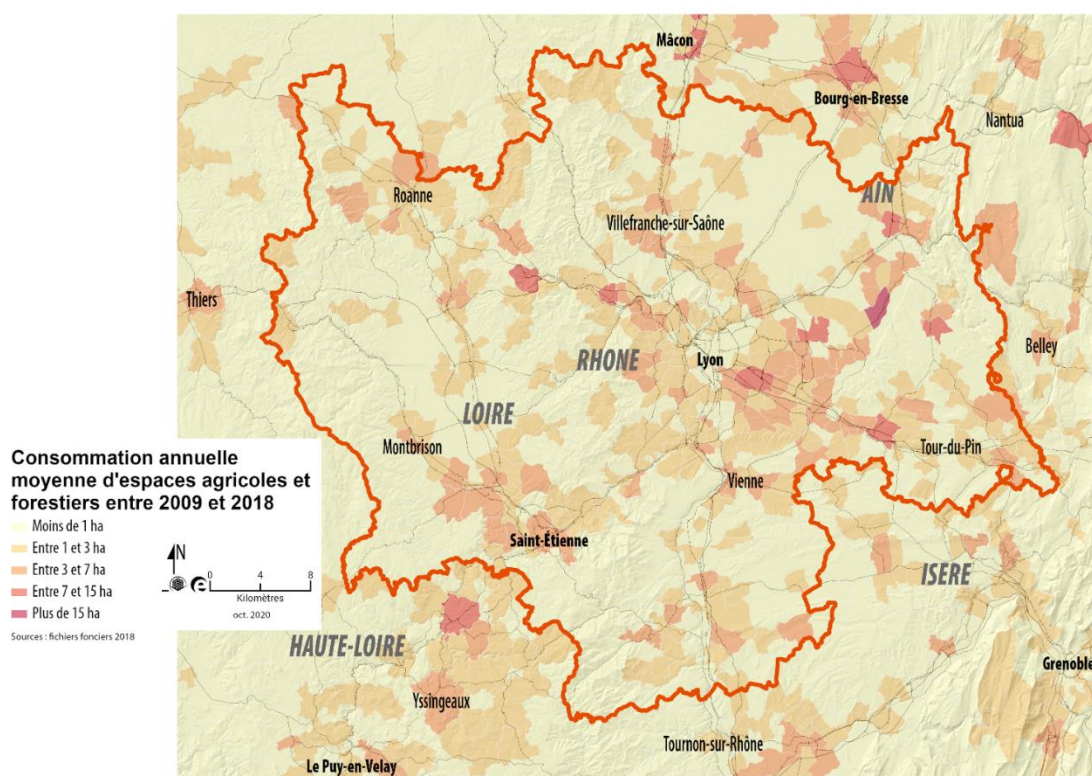 Mâcon
Bourg-en-Bresse
Nantua
AIN
Roanne
Villefranche-sur-Saône
Thiers
RHONE
Lyon
Belley
LOIRE
Montbrison
Tour-du-Pin
Vienne
Saint-Étienne
ISÈRE
HAUTE-LOIRE
Grenoble
Yssingeaux
Tournon-sur-Rhône
Le Puy-en-Velay
Consommation annuelle
moyenne d'espaces agricoles et
forestiers entre 2009 et 2018
Moins de 1 ha
Entre 1 et 3 ha
Entre 3 et 7 ha
Entre 7 et 15 ha
Plus de 15 ha
N
0 4 8
Kilomètres
oct. 2020
Sources : fichiers fonciers 2018